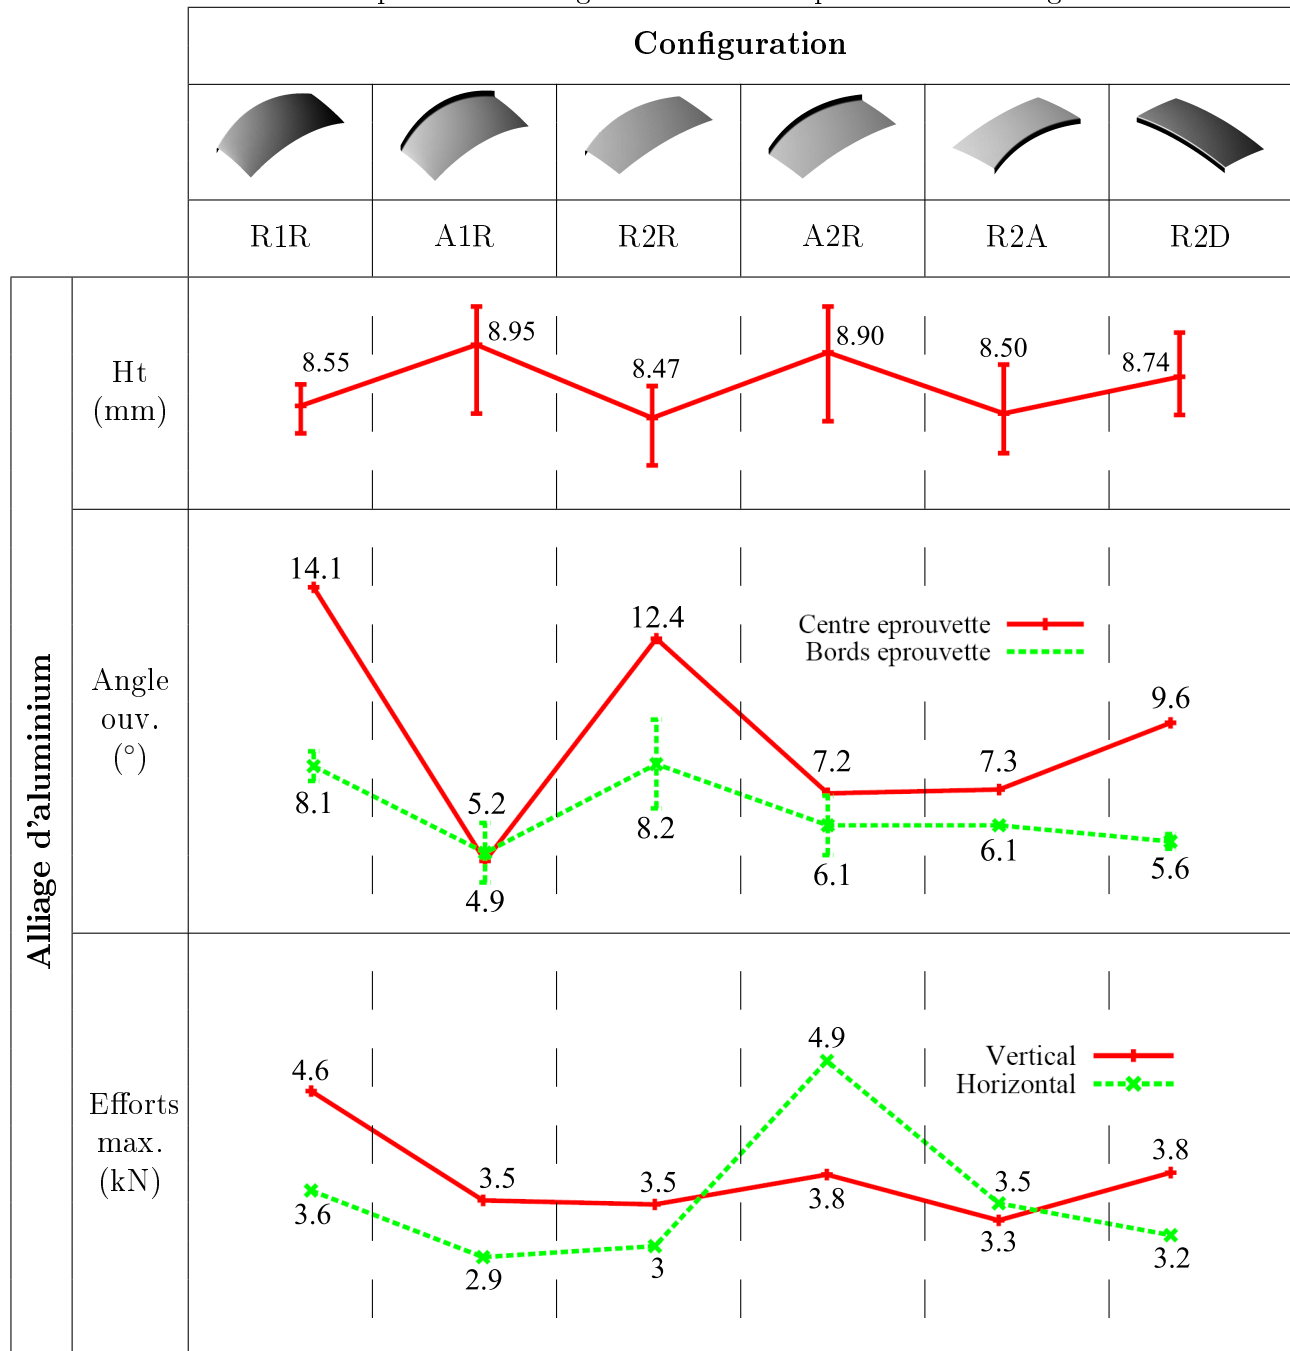 Configuration
R1R A1R R2R A2R R2A R2D
Alliage d'aluminium
Ht
(mm)
8.55 8.95 8.47 8.90 8.50 8.74
Angle
ouv.
(°)
Centre eprouvette
Bords eprouvette
14.1 5.2 12.4 7.2 7.3 9.6
8.1 4.9 8.2 6.1 6.1 5.6
Efforts
max.
(kN)
Vertical
Horizontal
4.6 3.5 3.5 4.9 3.5 3.8
3.6 2.9 3 3.8 3.3 3.2